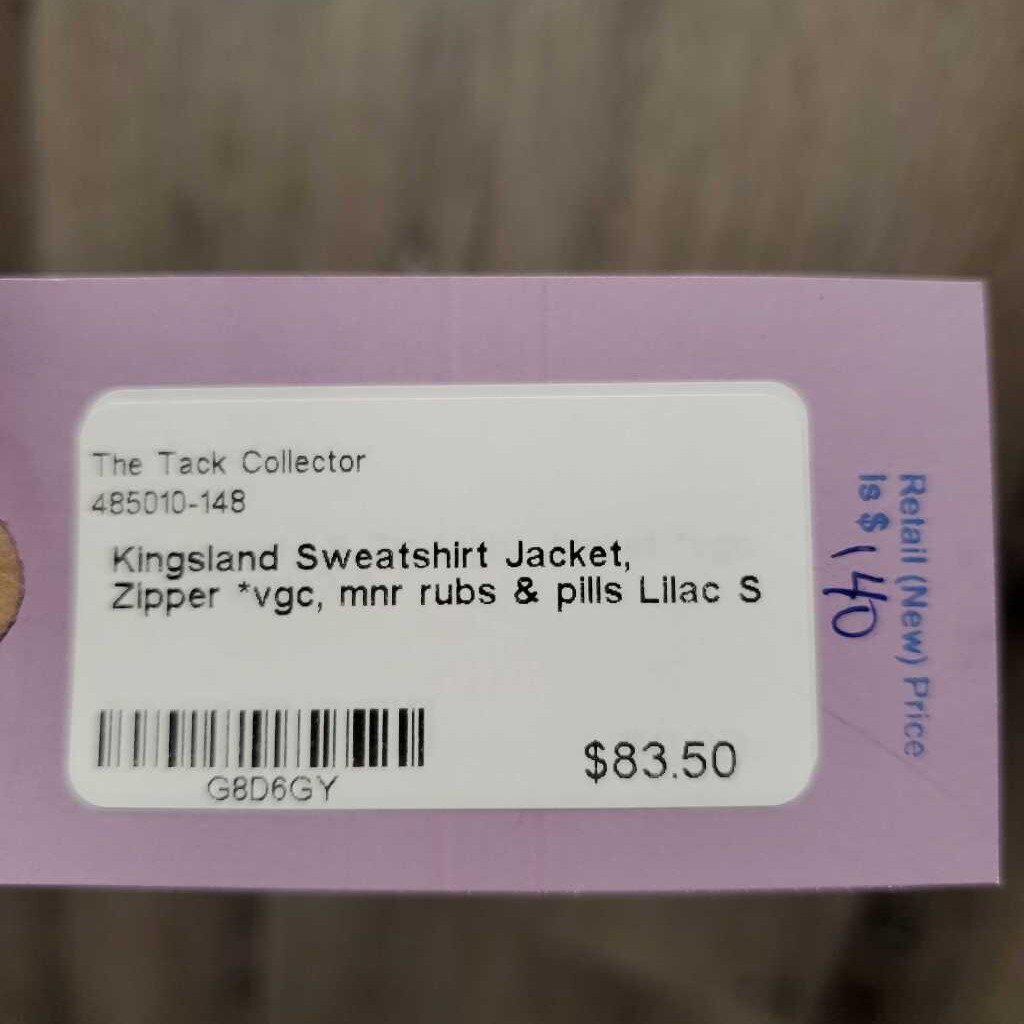 The Tack Collector
485010-148
Kingsland Sweatshirt Jacket,
Zipper *vgc, mnr rubs & pills Lilac S
G8D6GY
$83.50
Retail (New) Price
Is $ 140